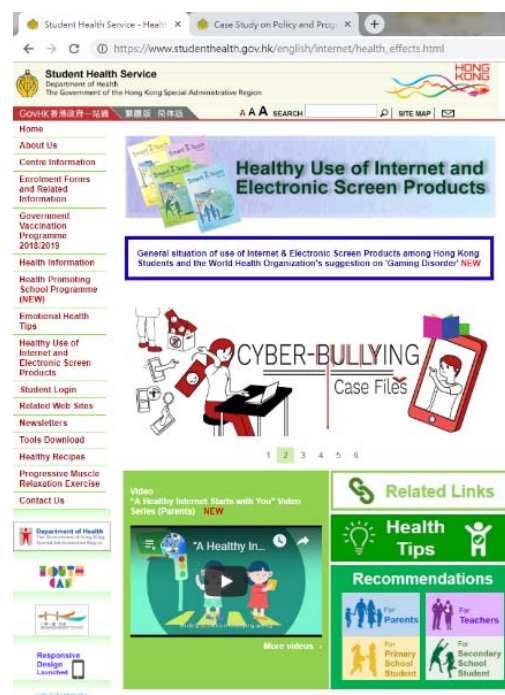 Student Health Service - Healt
Case Study on Policy and Prog
https://www.studenthealth.gov.hk/english/internet/health_effects.html
Student Health Service
Department of Health
The Government of the Hong Kong Special Administrative Region
HONG
KONG
GOVHK香港政府一站通
繁體版 简体版
A A A SEARCH
SITE MAP
Home
About Us
Centre Information
Enrolment Forms
and Related
Information
Government
Vaccination
Programme
2018/2019
Health Information
Health Promoting
School Programme
(NEW)
Emotional Health
Tips
Healthy Use of
Internet and
Electronic Screen
Products
Student Login
Related Web Sites
Newsletters
Tools Download
Healthy Recipes
Progressive Muscle
Relaxation Exercise
Contact Us
Department of Health
YOUTH
CAN
Responsive
Design
Launched
Healthy Use of Internet and
Electronic Screen Products
General situation of use of Internet & Electronic Screen Products among Hong Kong
Students and the World Health Organization's suggestion on 'Gaming Disorder' NEW
CYBER-BULLYING
Case Files
1 2 3 4 5 6
Video
"A Healthy Internet Starts with You" Video
Series (Parents) NEW
"A Healthy In...
More videos
Related Links
Health
Tips
Recommendations
For
Parents
For
Teachers
For
Primary
School
Student
For
Secondary
School
Student